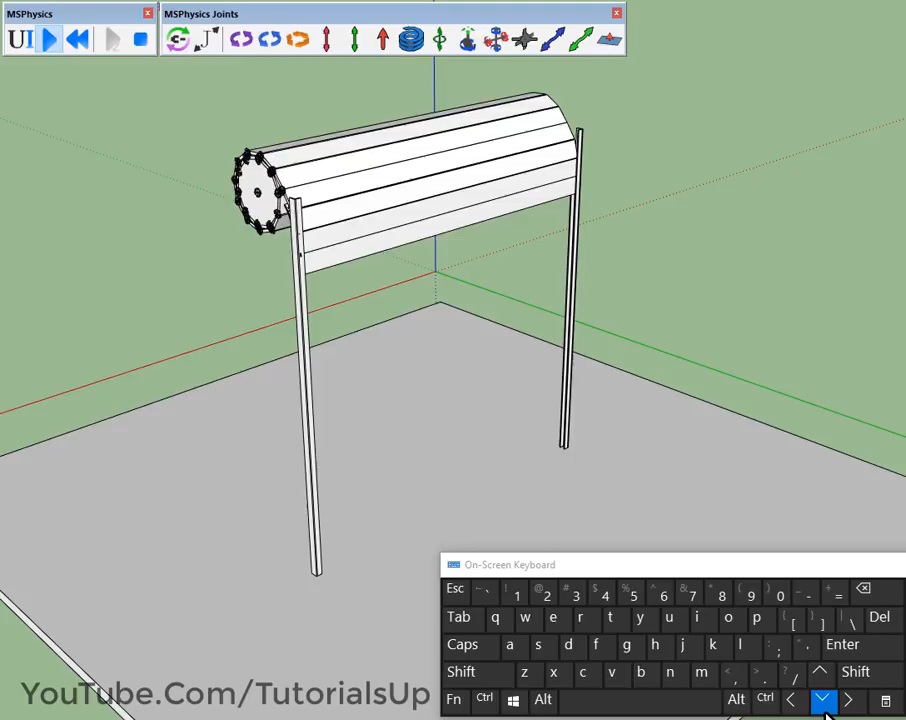 MSPhysics
MSPhysics Joints
UI
C
J
On-Screen Keyboard
Esc ~ ` ! 1 @ 2 # 3 $ 4 % 5 ^ 6 & 7 * 8 ( 9 ) 0 _ - + =
Tab q w e r t y u i o p { [ } ] | \ Del
Caps a s d f g h j k l : ; " ' Enter
Shift z x c v b n m < , > . ? / Shift
Fn Ctrl Alt Alt Ctrl
YouTube.Com/TutorialsUp